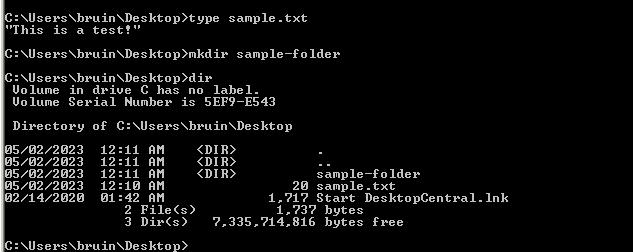 C:\Users\bruin\Desktop>type sample.txt
"This is a test!"
C:\Users\bruin\Desktop>mkdir sample-folder
C:\Users\bruin\Desktop>dir
 Volume in drive C has no label.
 Volume Serial Number is 5EF9-E543
 Directory of C:\Users\bruin\Desktop
05/02/2023  12:11 AM    <DIR>          .
05/02/2023  12:11 AM    <DIR>          ..
05/02/2023  12:11 AM    <DIR>          sample-folder
05/02/2023  12:10 AM                20 sample.txt
02/14/2020  01:42 AM             1,717 Start DesktopCentral.lnk
               2 File(s)          1,737 bytes
               3 Dir(s)   7,335,714,816 bytes free
C:\Users\bruin\Desktop>